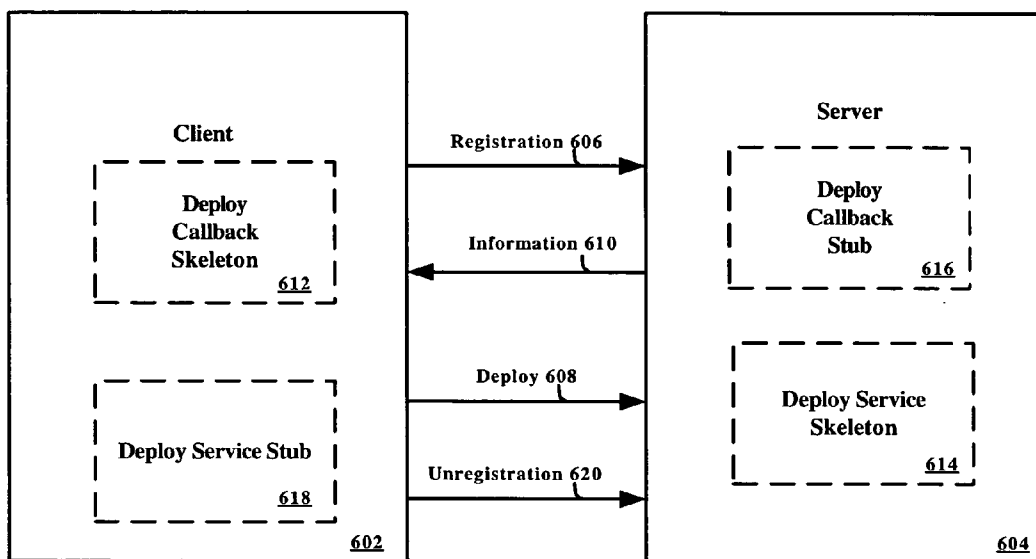 Client
Deploy
Callback
Skeleton
612
Deploy Service Stub
618
602
Registration 606
Information 610
Deploy 608
Unregistration 620
Server
Deploy
Callback
Stub
616
Deploy Service
Skeleton
614
604